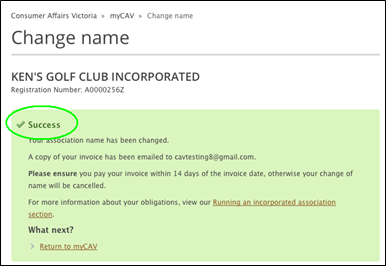 Consumer Affairs Victoria » myCAV » Change name
Change name
KEN'S GOLF CLUB INCORPORATED
Registration Number: A0000256Z
Success
Your association name has been changed.
A copy of your invoice has been emailed to cavtesting8@gmail.com.
Please ensure you pay your invoice within 14 days of the invoice date, otherwise your change of
name will be cancelled.
For more information about your obligations, view our Running an incorporated association
section.
What next?
Return to myCAV